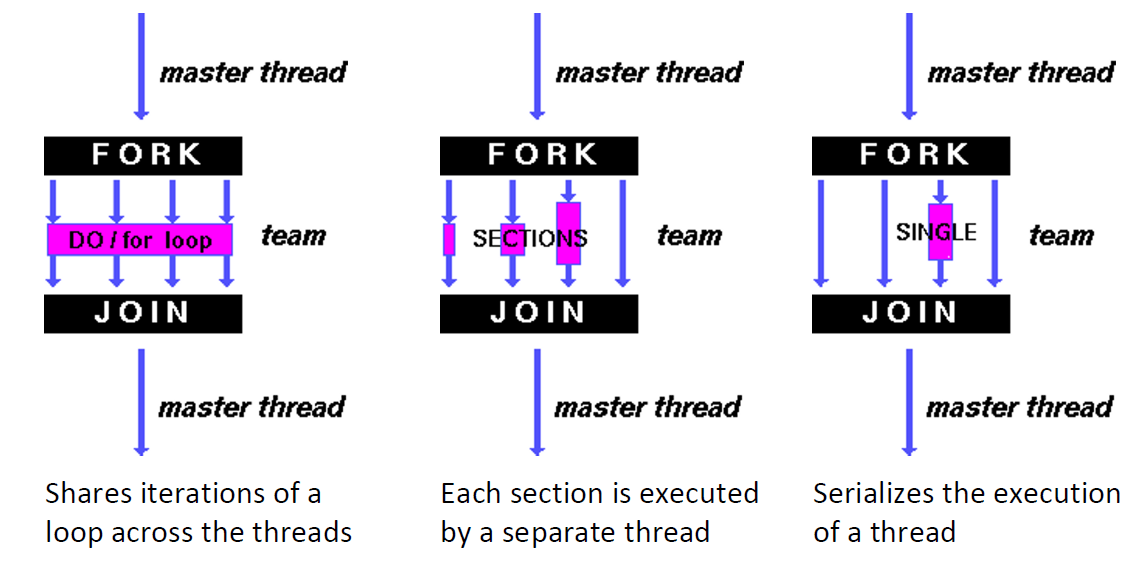 master thread
FORK
DO / for loop
team
JOIN
master thread
Shares iterations of a
loop across the threads
master thread
FORK
SECTIONS
team
JOIN
master thread
Each section is executed
by a separate thread
master thread
FORK
SINGLE
team
JOIN
master thread
Serializes the execution
of a thread